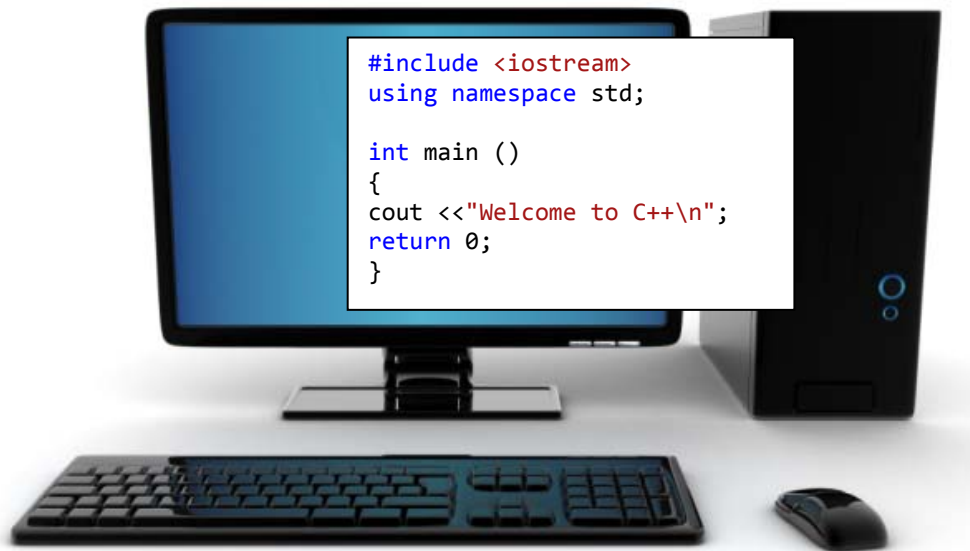 #include <iostream>
using namespace std;
int main ()
{
cout <<"Welcome to C++\n";
return 0;
}